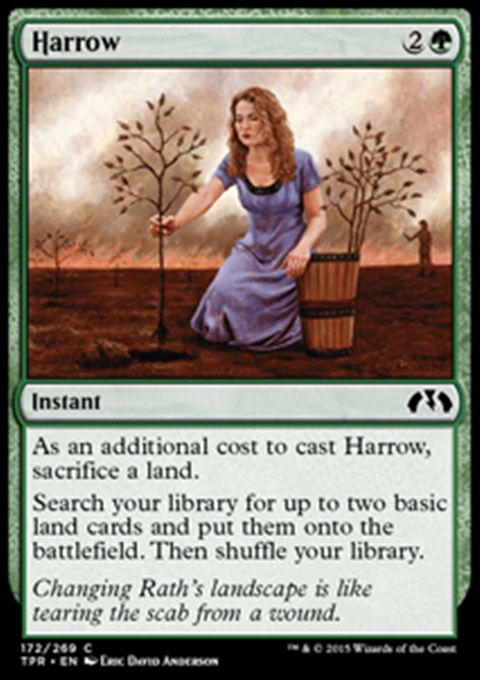 Harrow 2
Instant
As an additional cost to cast Harrow,
sacrifice a land.
Search your library for up to two basic
land cards and put them onto the
battlefield. Then shuffle your library.
Changing Rath's landscape is like
tearing the scab from a wound.
172/269 C
TPR • EN Eric David Anderson
™ & © 2015 Wizards of the Coast